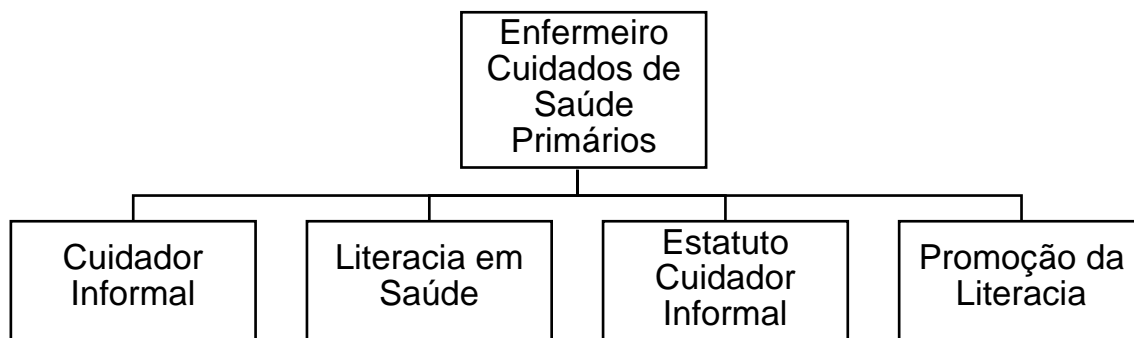 Enfermeiro
Cuidados de
Saúde
Primários
Cuidador
Informal
Literacia em
Saúde
Estatuto
Cuidador
Informal
Promoção da
Literacia